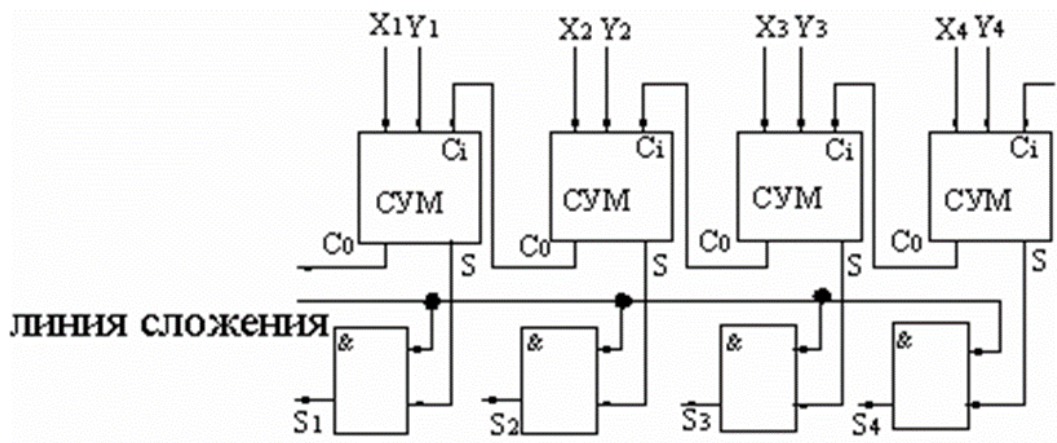 X1 Y1 X2 Y2 X3 Y3 X4 Y4
Ci Ci Ci Ci
СУМ СУМ СУМ СУМ
C0 C0 C0 C0
S S S S
линия сложения
& & & &
S1 S2 S3 S4